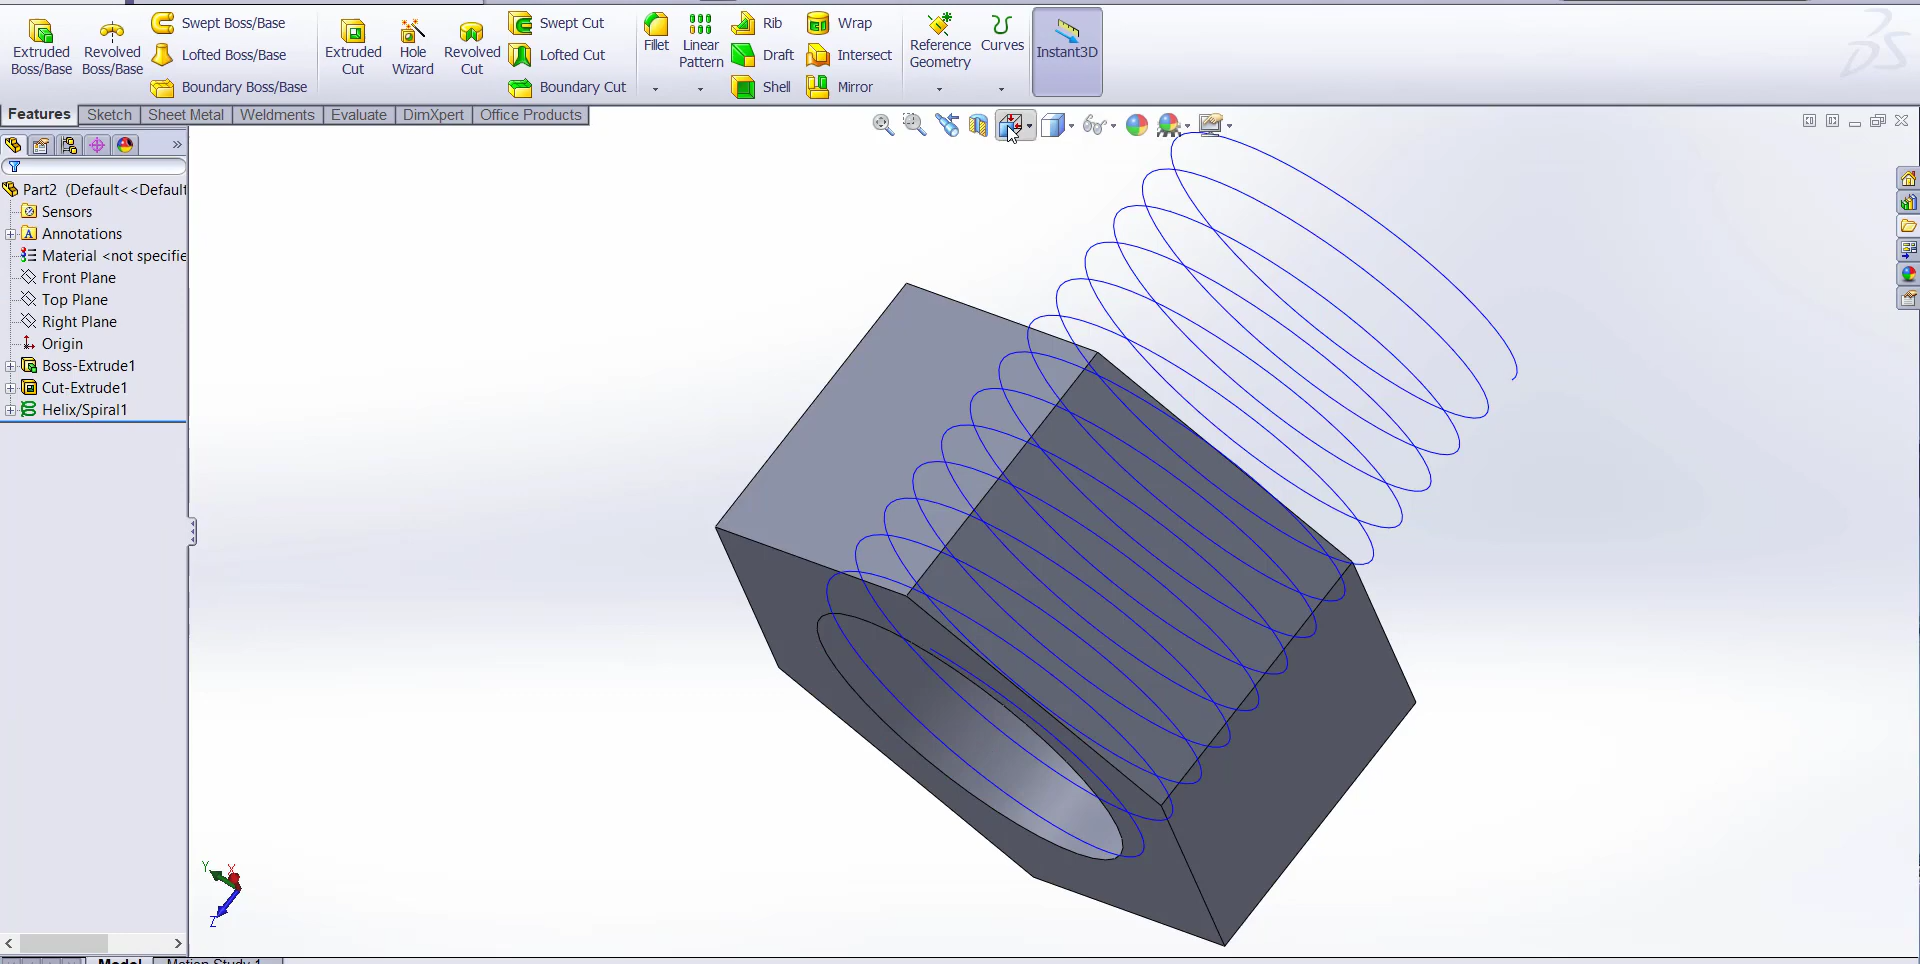 Extruded Boss/Base
Revolved Boss/Base
Swept Boss/Base
Lofted Boss/Base
Boundary Boss/Base
Extruded Cut
Hole Wizard
Revolved Cut
Swept Cut
Lofted Cut
Boundary Cut
Fillet
Linear Pattern
Rib
Draft
Shell
Wrap
Intersect
Mirror
Reference Geometry
Curves
Instant3D
Features
Sketch
Sheet Metal
Weldments
Evaluate
DimXpert
Office Products
Part2 (Default<<Default
Sensors
A Annotations
Material <not specifie
Front Plane
Top Plane
Right Plane
Origin
Boss-Extrude1
Cut-Extrude1
Helix/Spiral1
Y
X
Z
Model
Motion Study 1